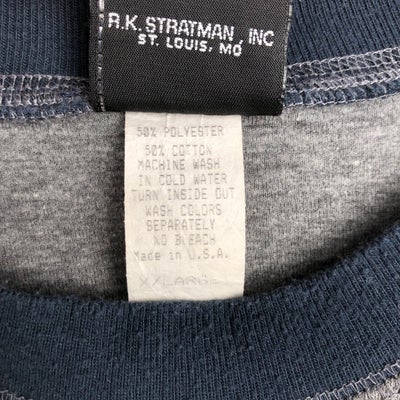 R.K. STRATMAN, INC
ST. LOUIS, MO
50% POLYESTER
50% COTTON
MACHINE WASH
IN COLD WATER
TURN INSIDE OUT
WASH COLORS
SEPARATELY
NO BLEACH
Made in U.S.A.
XXLARGE